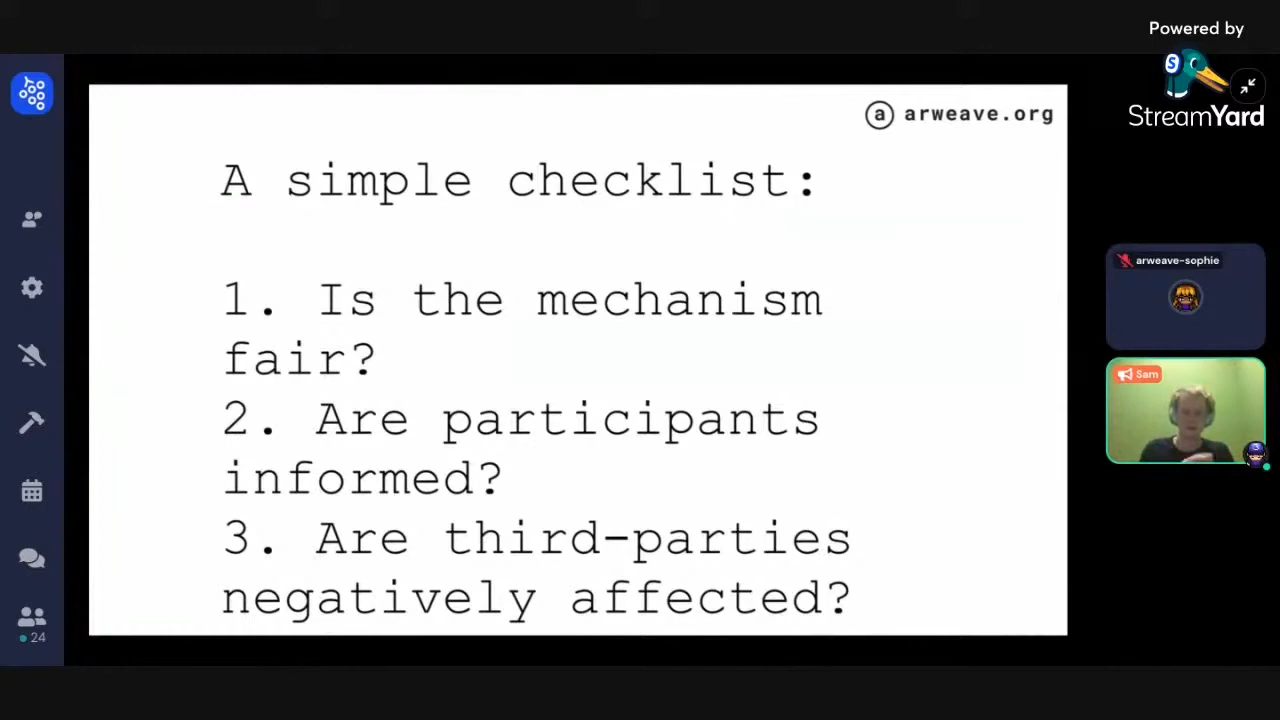 Powered by
StreamYard
arweave.org
A simple checklist:
1. Is the mechanism
fair?
2. Are participants
informed?
3. Are third-parties
negatively affected?
arweave-sophie
Sam
24